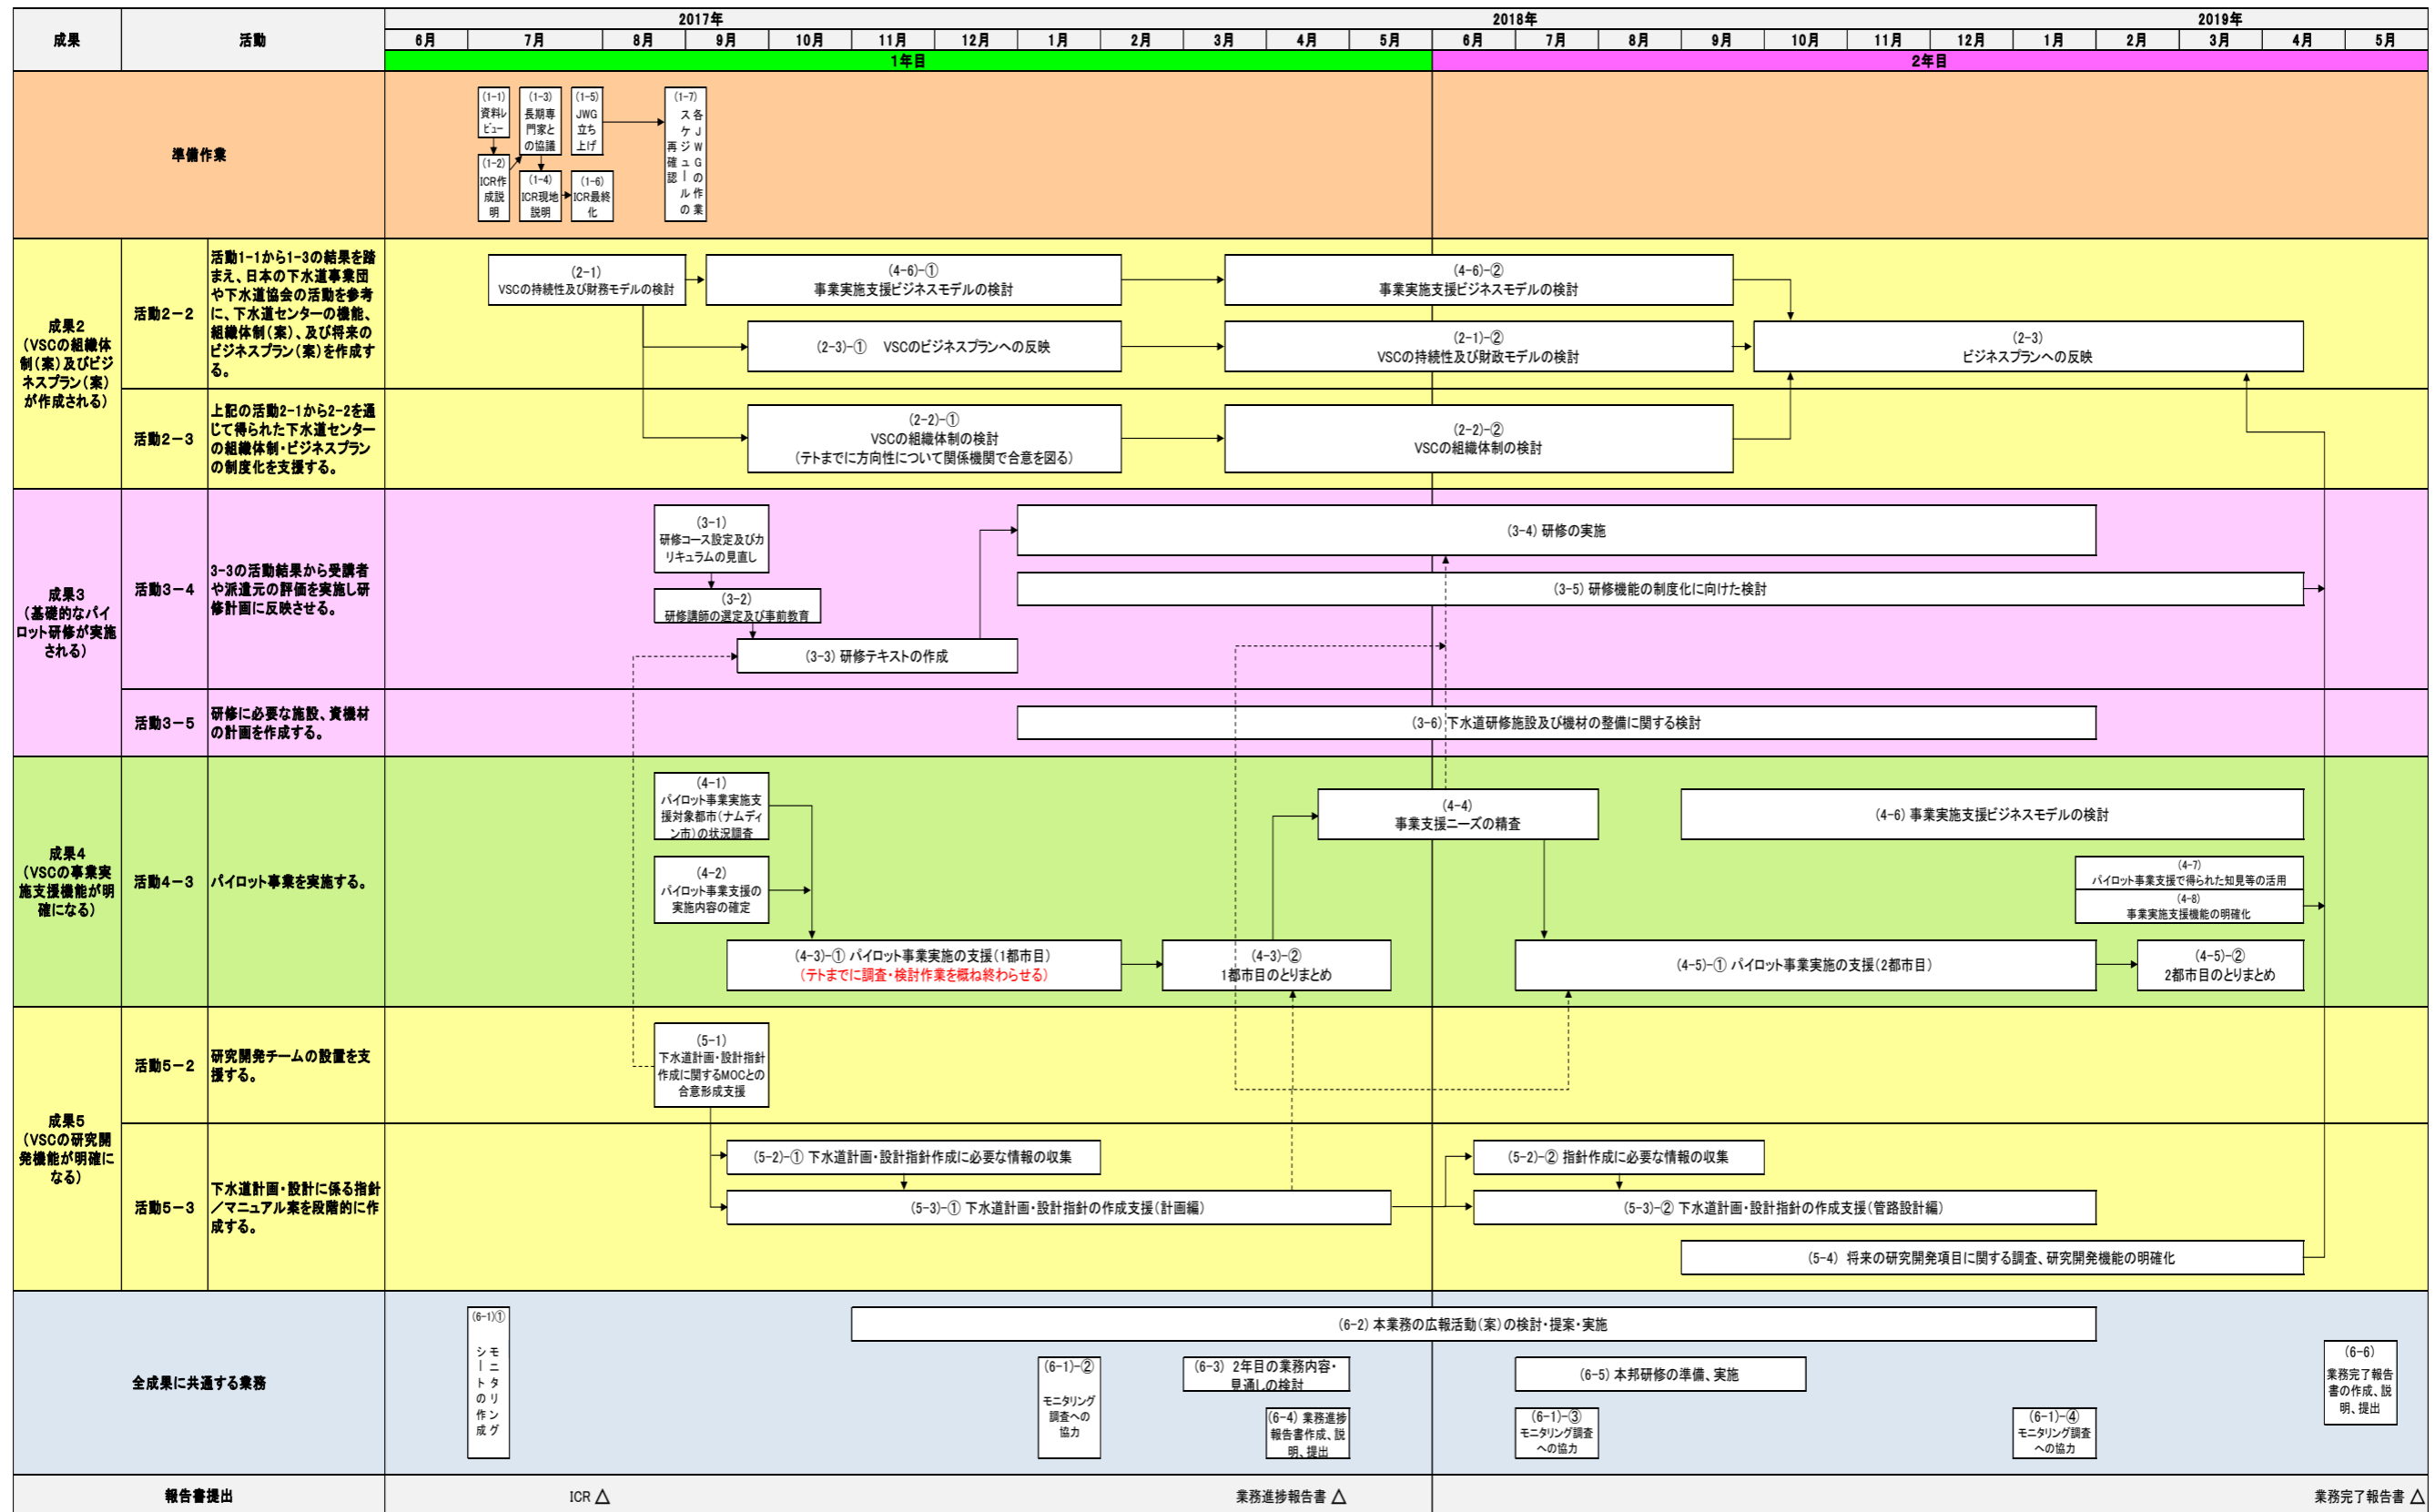 成果
活動
2017年
2018年
2019年
6月
7月
8月
9月
10月
11月
12月
1月
2月
3月
4月
5月
6月
7月
8月
9月
10月
11月
12月
1月
2月
3月
4月
5月
1年目
2年目
準備作業
(1-1)
資料レ
ビュー
(1-2)
ICR作
成説
明
(1-3)
長期専
門家と
の協議
(1-4)
ICR現地
説明
(1-5)
JWG
立ち
上げ
(1-6)
ICR最終
化
(1-7)
各JWGの作業
スケジュールの
再確認
成果2
(VSCの組織体
制(案)及びビジ
ネスプラン(案)
が作成される)
活動2-2
活動1-1から1-3の結果を踏
まえ、日本の下水道事業団
や下水道協会の活動を参考
に、下水道センターの機能、
組織体制(案)、及び将来の
ビジネスプラン(案)を作成す
る。
(2-1)
VSCの持続性及び財務モデルの検討
(4-6)-①
事業実施支援ビジネスモデルの検討
(4-6)-②
事業実施支援ビジネスモデルの検討
(2-3)-① VSCのビジネスプランへの反映
(2-1)-②
VSCの持続性及び財政モデルの検討
(2-3)
ビジネスプランへの反映
活動2-3
上記の活動2-1から2-2を通
じて得られた下水道センター
の組織体制・ビジネスプラン
の制度化を支援する。
(2-2)-①
VSCの組織体制の検討
(テトまでに方向性について関係機関で合意を図る)
(2-2)-②
VSCの組織体制の検討
成果3
(基礎的なパイ
ロット研修が実施
される)
活動3-4
3-3の活動結果から受講者
や派遣元の評価を実施し研
修計画に反映させる。
(3-1)
研修コース設定及びカ
リキュラムの見直し
(3-2)
研修講師の選定及び事前教育
(3-3) 研修テキストの作成
(3-4) 研修の実施
(3-5) 研修機能の制度化に向けた検討
活動3-5
研修に必要な施設、資機材
の計画を作成する。
(3-6) 下水道研修施設及び機材の整備に関する検討
成果4
(VSCの事業実
施支援機能が明
確になる)
活動4-3
パイロット事業を実施する。
(4-1)
パイロット事業実施支
援対象都市(ナムディ
ン市)の状況調査
(4-2)
パイロット事業支援の
実施内容の確定
(4-3)-① パイロット事業実施の支援(1都市目)
(テトまでに調査・検討作業を概ね終わらせる)
(4-3)-②
1都市目のとりまとめ
(4-4)
事業支援ニーズの精査
(4-6) 事業実施支援ビジネスモデルの検討
(4-7)
パイロット事業支援で得られた知見等の活用
(4-8)
事業実施支援機能の明確化
(4-5)-① パイロット事業実施の支援(2都市目)
(4-5)-②
2都市目のとりまとめ
成果5
(VSCの研究開
発機能が明確に
なる)
活動5-2
研究開発チームの設置を支
援する。
(5-1)
下水道計画・設計指針
作成に関するMOCとの
合意形成支援
活動5-3
下水道計画・設計に係る指針
/マニュアル案を段階的に作
成する。
(5-2)-① 下水道計画・設計指針作成に必要な情報の収集
(5-2)-② 指針作成に必要な情報の収集
(5-3)-① 下水道計画・設計指針の作成支援(計画編)
(5-3)-② 下水道計画・設計指針の作成支援(管路設計編)
(5-4) 将来の研究開発項目に関する調査、研究開発機能の明確化
全成果に共通する業務
(6-1)①
モニタリング
シートの作成
(6-2) 本業務の広報活動(案)の検討・提案・実施
(6-1)-②
モニタリング
調査への
協力
(6-3) 2年目の業務内容・
見通しの検討
(6-4) 業務進捗
報告書作成、説
明、提出
(6-5) 本邦研修の準備、実施
(6-1)-③
モニタリング調査
への協力
(6-1)-④
モニタリング調査
への協力
(6-6)
業務完了報告
書の作成、説
明、提出
報告書提出
ICR △
業務進捗報告書 △
業務完了報告書 △